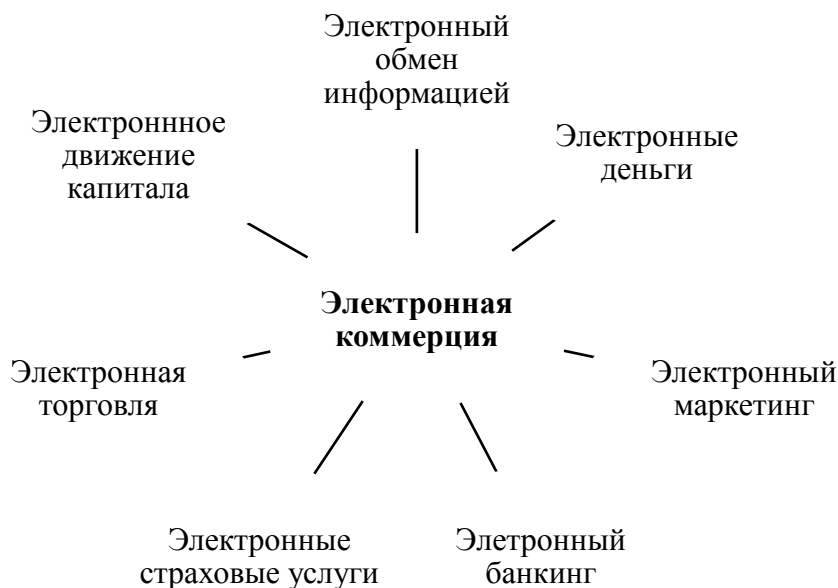 Электронный
обмен
информацией
Электроннное
движение
капитала
Электронные
деньги
Электронная
коммерция
Электронная
торговля
Электронный
маркетинг
Электронные
страховые услуги
Элетронный
банкинг